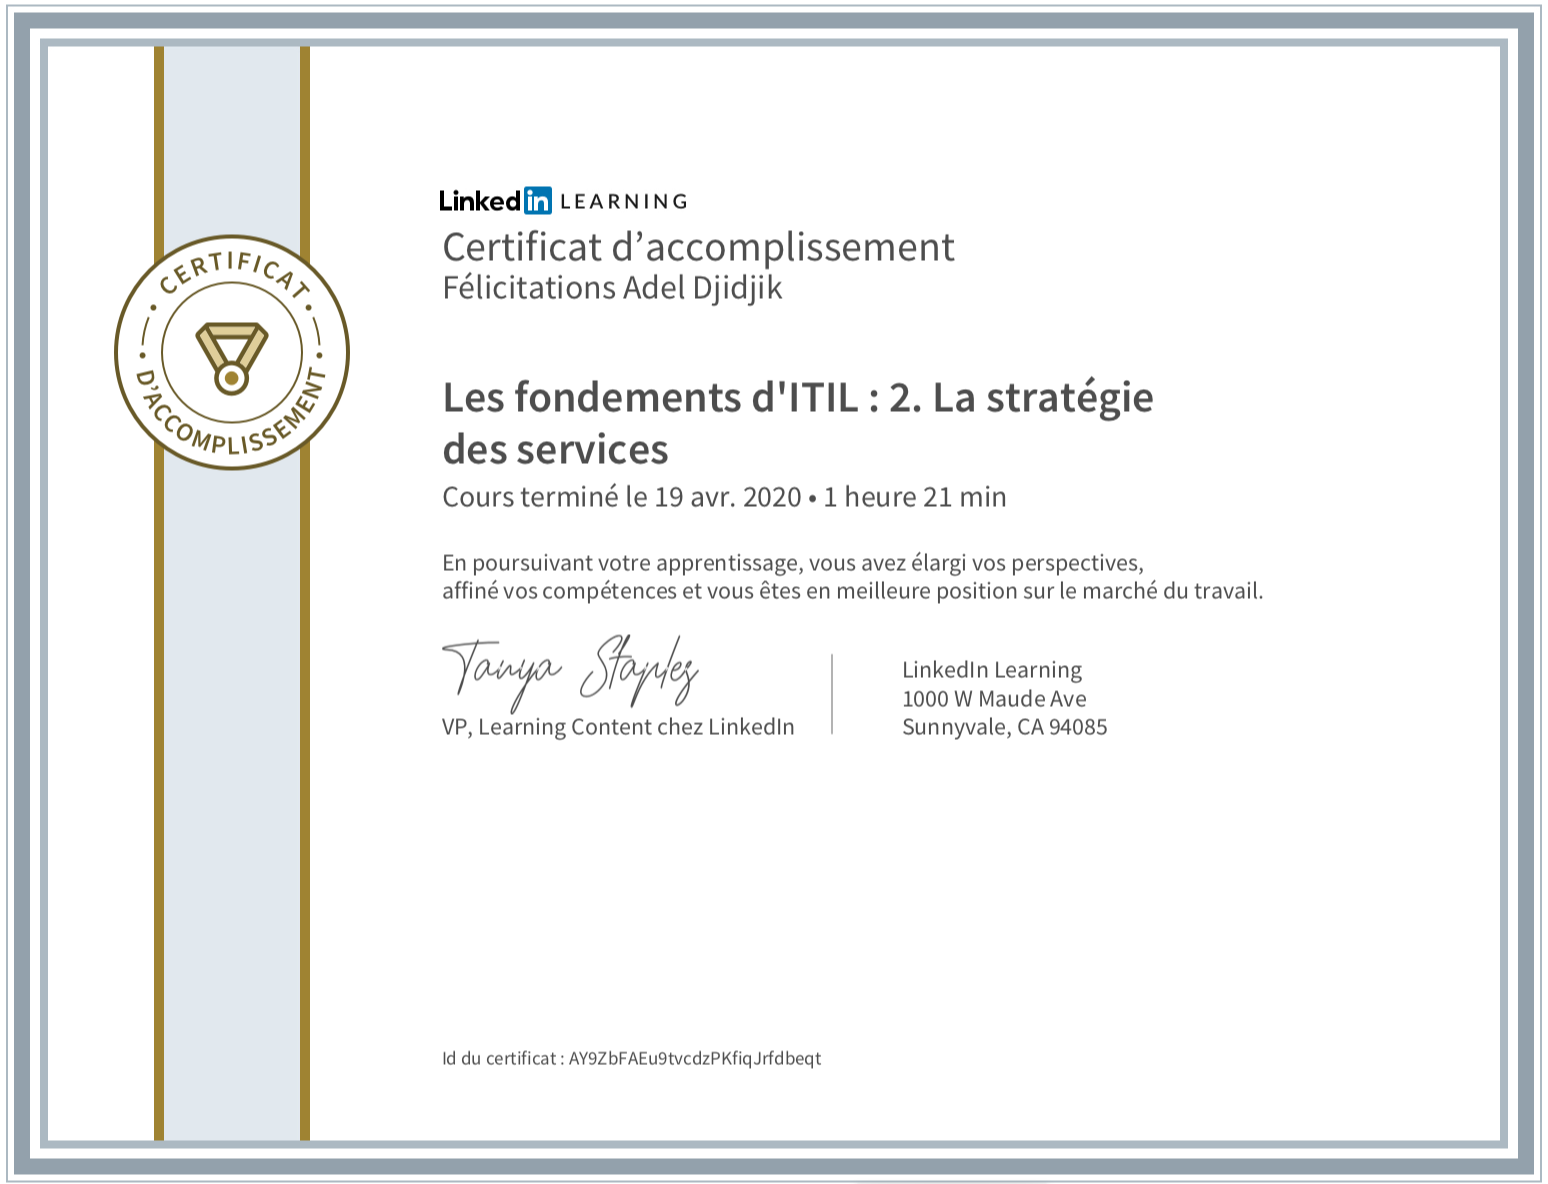 LinkedIn LEARNING
Certificat d’accomplissement
Félicitations Adel Djidjik
CERTIFICAT
D’ACCOMPLISSEMENT
Les fondements d'ITIL : 2. La stratégie
des services
Cours terminé le 19 avr. 2020 • 1 heure 21 min
En poursuivant votre apprentissage, vous avez élargi vos perspectives,
affiné vos compétences et vous êtes en meilleure position sur le marché du travail.
Tanya Staples
VP, Learning Content chez LinkedIn
LinkedIn Learning
1000 W Maude Ave
Sunnyvale, CA 94085
Id du certificat : AY9ZbFAEu9tvcdzPKfiqJrfdbeqt